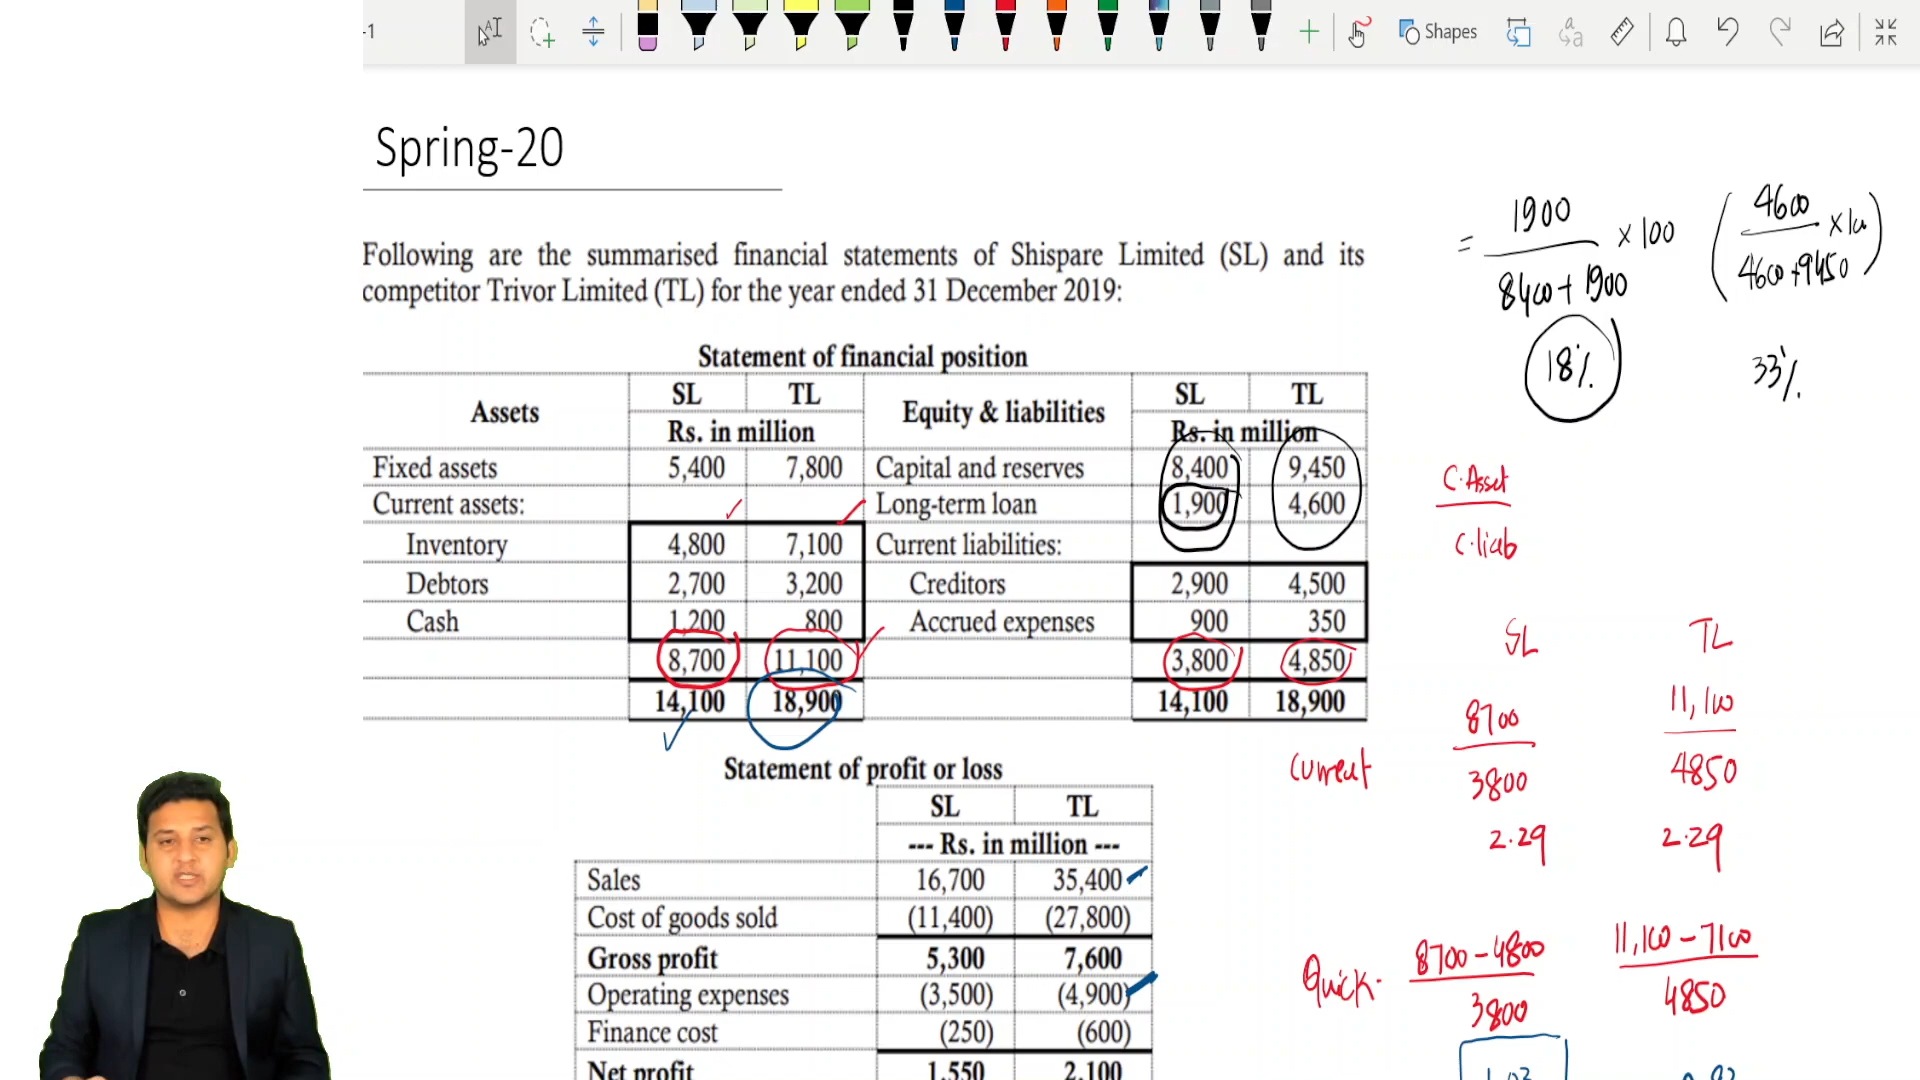 -1
Shapes
Spring-20
Following are the summarised financial statements of Shispare Limited (SL) and its
competitor Trivor Limited (TL) for the year ended 31 December 2019:
Statement of financial position
Assets SL TL Equity & liabilities SL TL
Rs. in million Rs. in million
Fixed assets 5,400 7,800 Capital and reserves 8,400 9,450
Current assets: Long-term loan 1,900 4,600
Inventory 4,800 7,100 Current liabilities:
Debtors 2,700 3,200 Creditors 2,900 4,500
Cash 1,200 800 Accrued expenses 900 350
8,700 11,100 3,800 4,850
14,100 18,900 14,100 18,900
Statement of profit or loss
SL TL
--- Rs. in million ---
Sales 16,700 35,400
Cost of goods sold (11,400) (27,800)
Gross profit 5,300 7,600
Operating expenses (3,500) (4,900)
Finance cost (250) (600)
Net profit 1,550 2,100
= 1900 / 8400 + 1900 × 100 (4600 / 4600 + 9450 × 100)
18% 33%
C.Asset
C.liab
SL TL
Current 8700 / 3800 11,100 / 4850
2.29 2.29
Quick. 8700 - 4800 / 3800 11,100 - 7100 / 4850